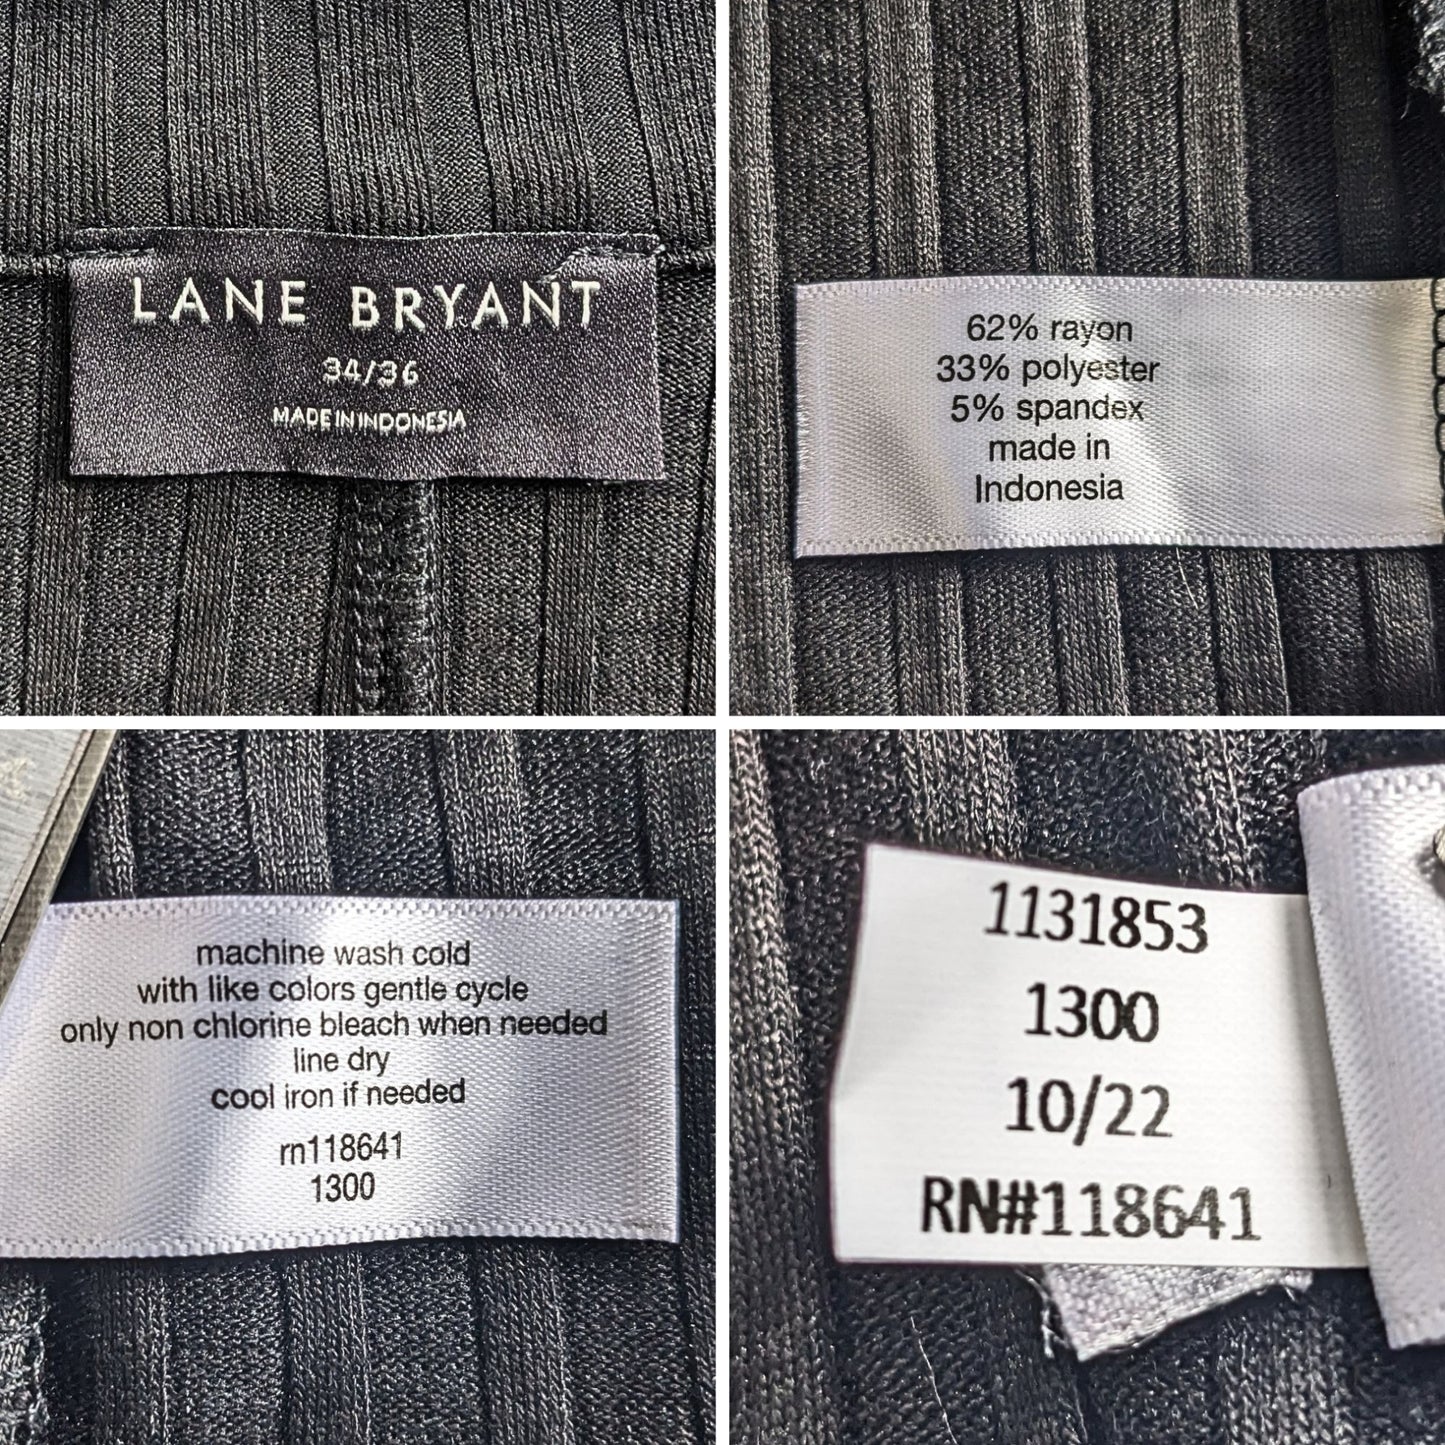 LANE BRYANT
34/36
MADE IN INDONESIA
62% rayon
33% polyester
5% spandex
made in
Indonesia
machine wash cold
with like colors gentle cycle
only non chlorine bleach when needed
line dry
cool iron if needed
rn118641
1300
1131853
1300
10/22
RN#118641